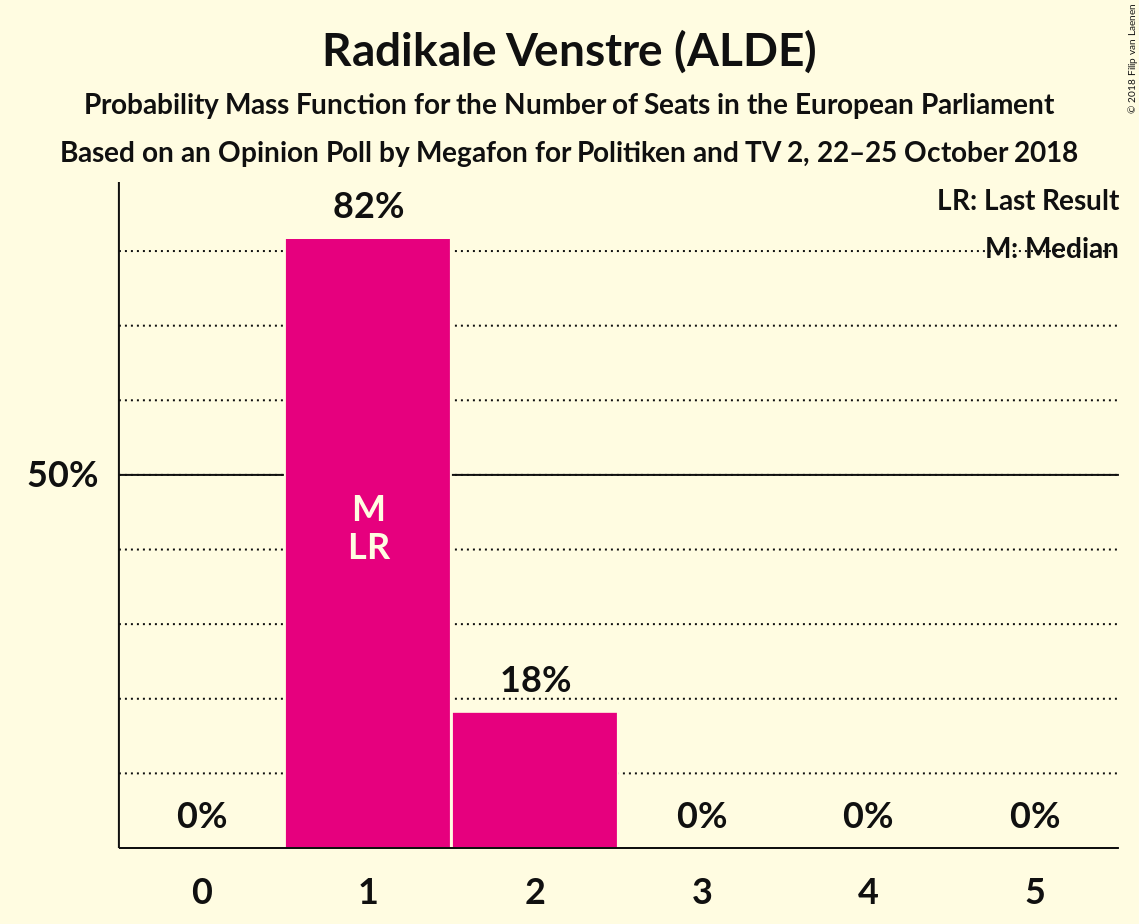 Radikale Venstre (ALDE)
Probability Mass Function for the Number of Seats in the European Parliament
Based on an Opinion Poll by Megafon for Politiken and TV 2, 22–25 October 2018
© 2018 Filip van Laenen
LR: Last Result
M: Median
82%
50%
M
LR
18%
0%
0%
0%
0%
0 1 2 3 4 5